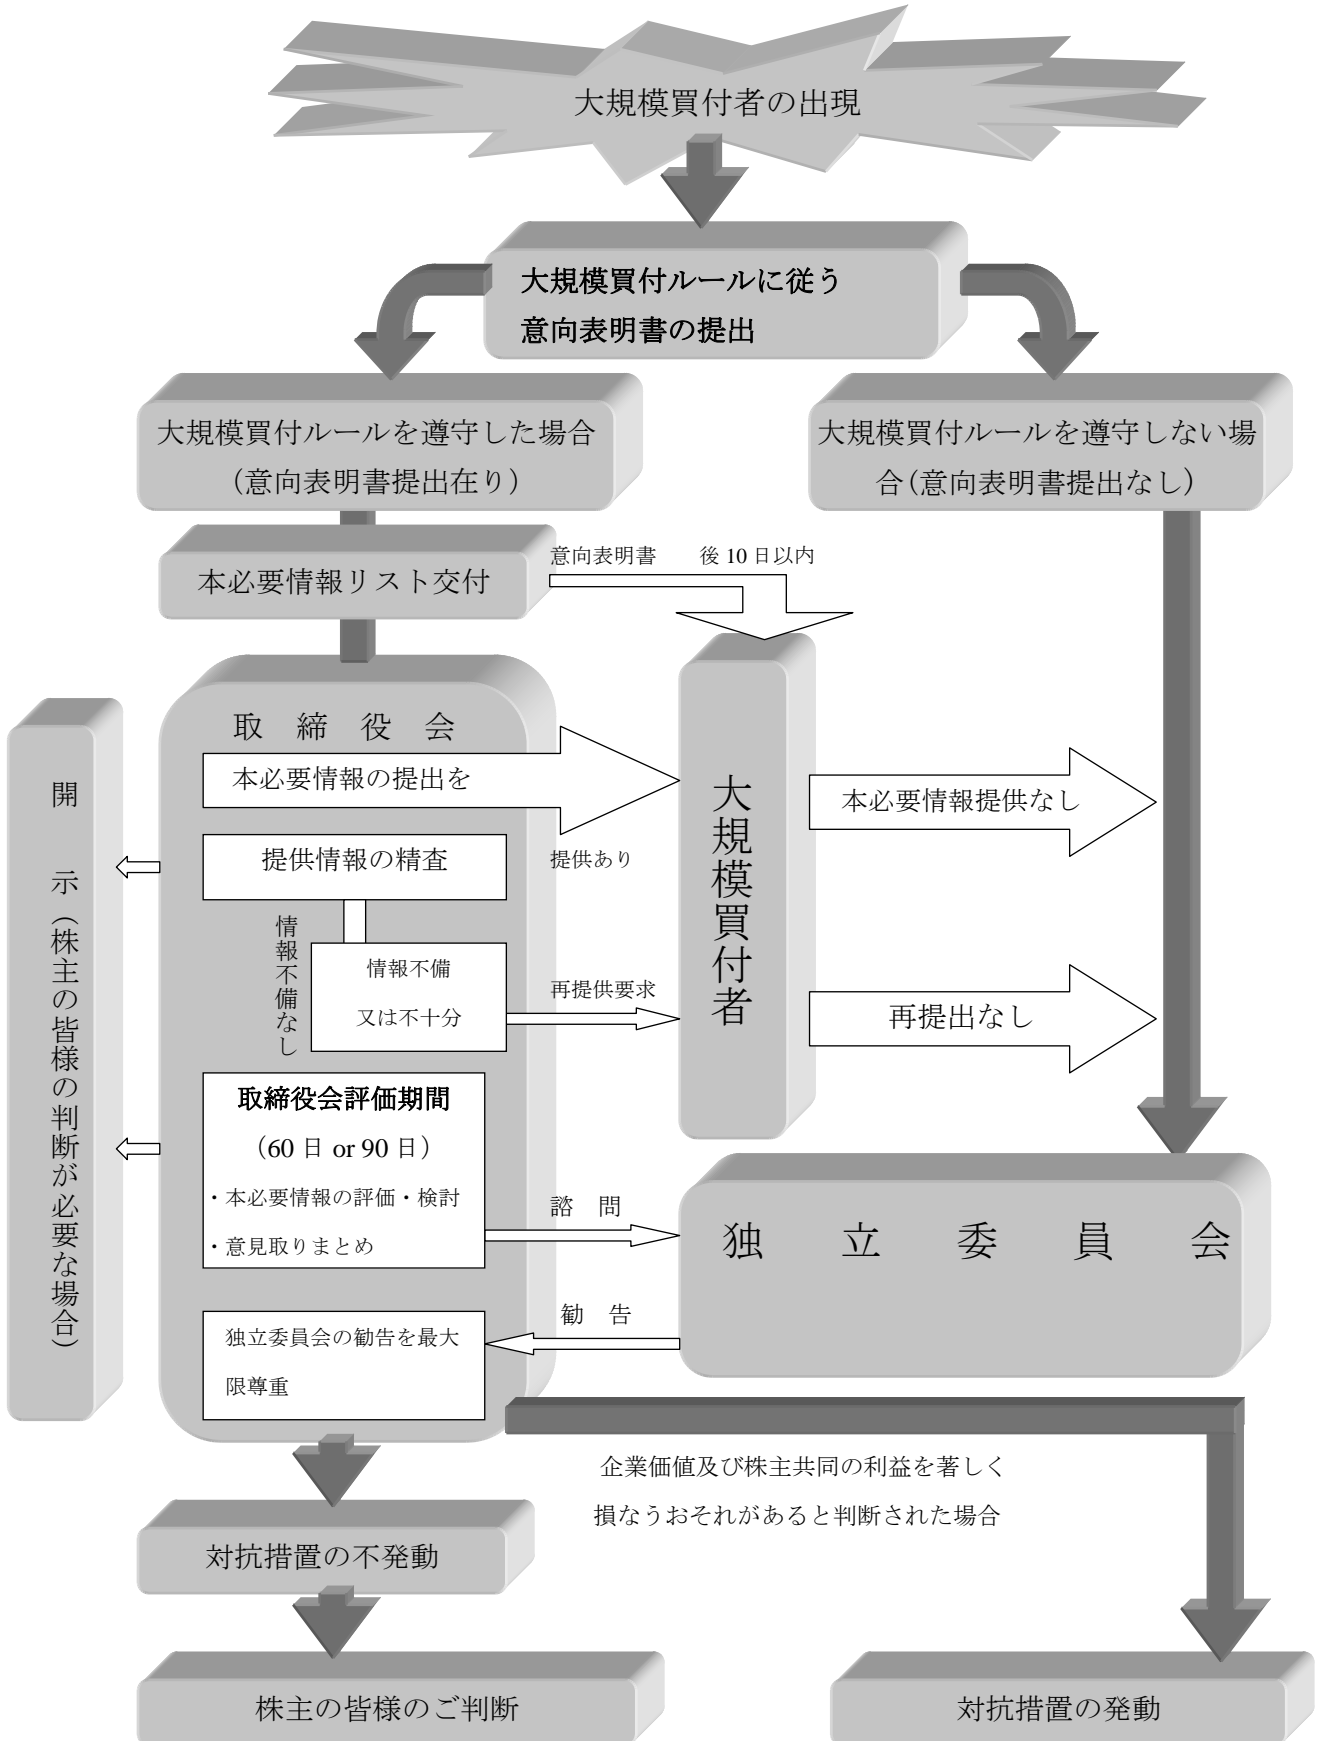 大規模買付者の出現
大規模買付ルールに従う
意向表明書の提出
大規模買付ルールを遵守した場合
（意向表明書提出在り）
大規模買付ルールを遵守しない場
合（意向表明書提出なし）
本必要情報リスト交付
意向表明書　　後 10 日以内
取　締　役　会
本必要情報の提出を
提供情報の精査
提供あり
情報不備なし
情報不備
又は不十分
再提供要求
取締役会評価期間
（60 日 or 90 日）
・本必要情報の評価・検討
・意見取りまとめ
諮　問
勧　告
独立委員会の勧告を最大
限尊重
開　　示（株主の皆様の判断が必要な場合）
大規模買付者
本必要情報提供なし
再提出なし
独　立　委　員　会
企業価値及び株主共同の利益を著しく
損なうおそれがあると判断された場合
対抗措置の不発動
株主の皆様のご判断
対抗措置の発動